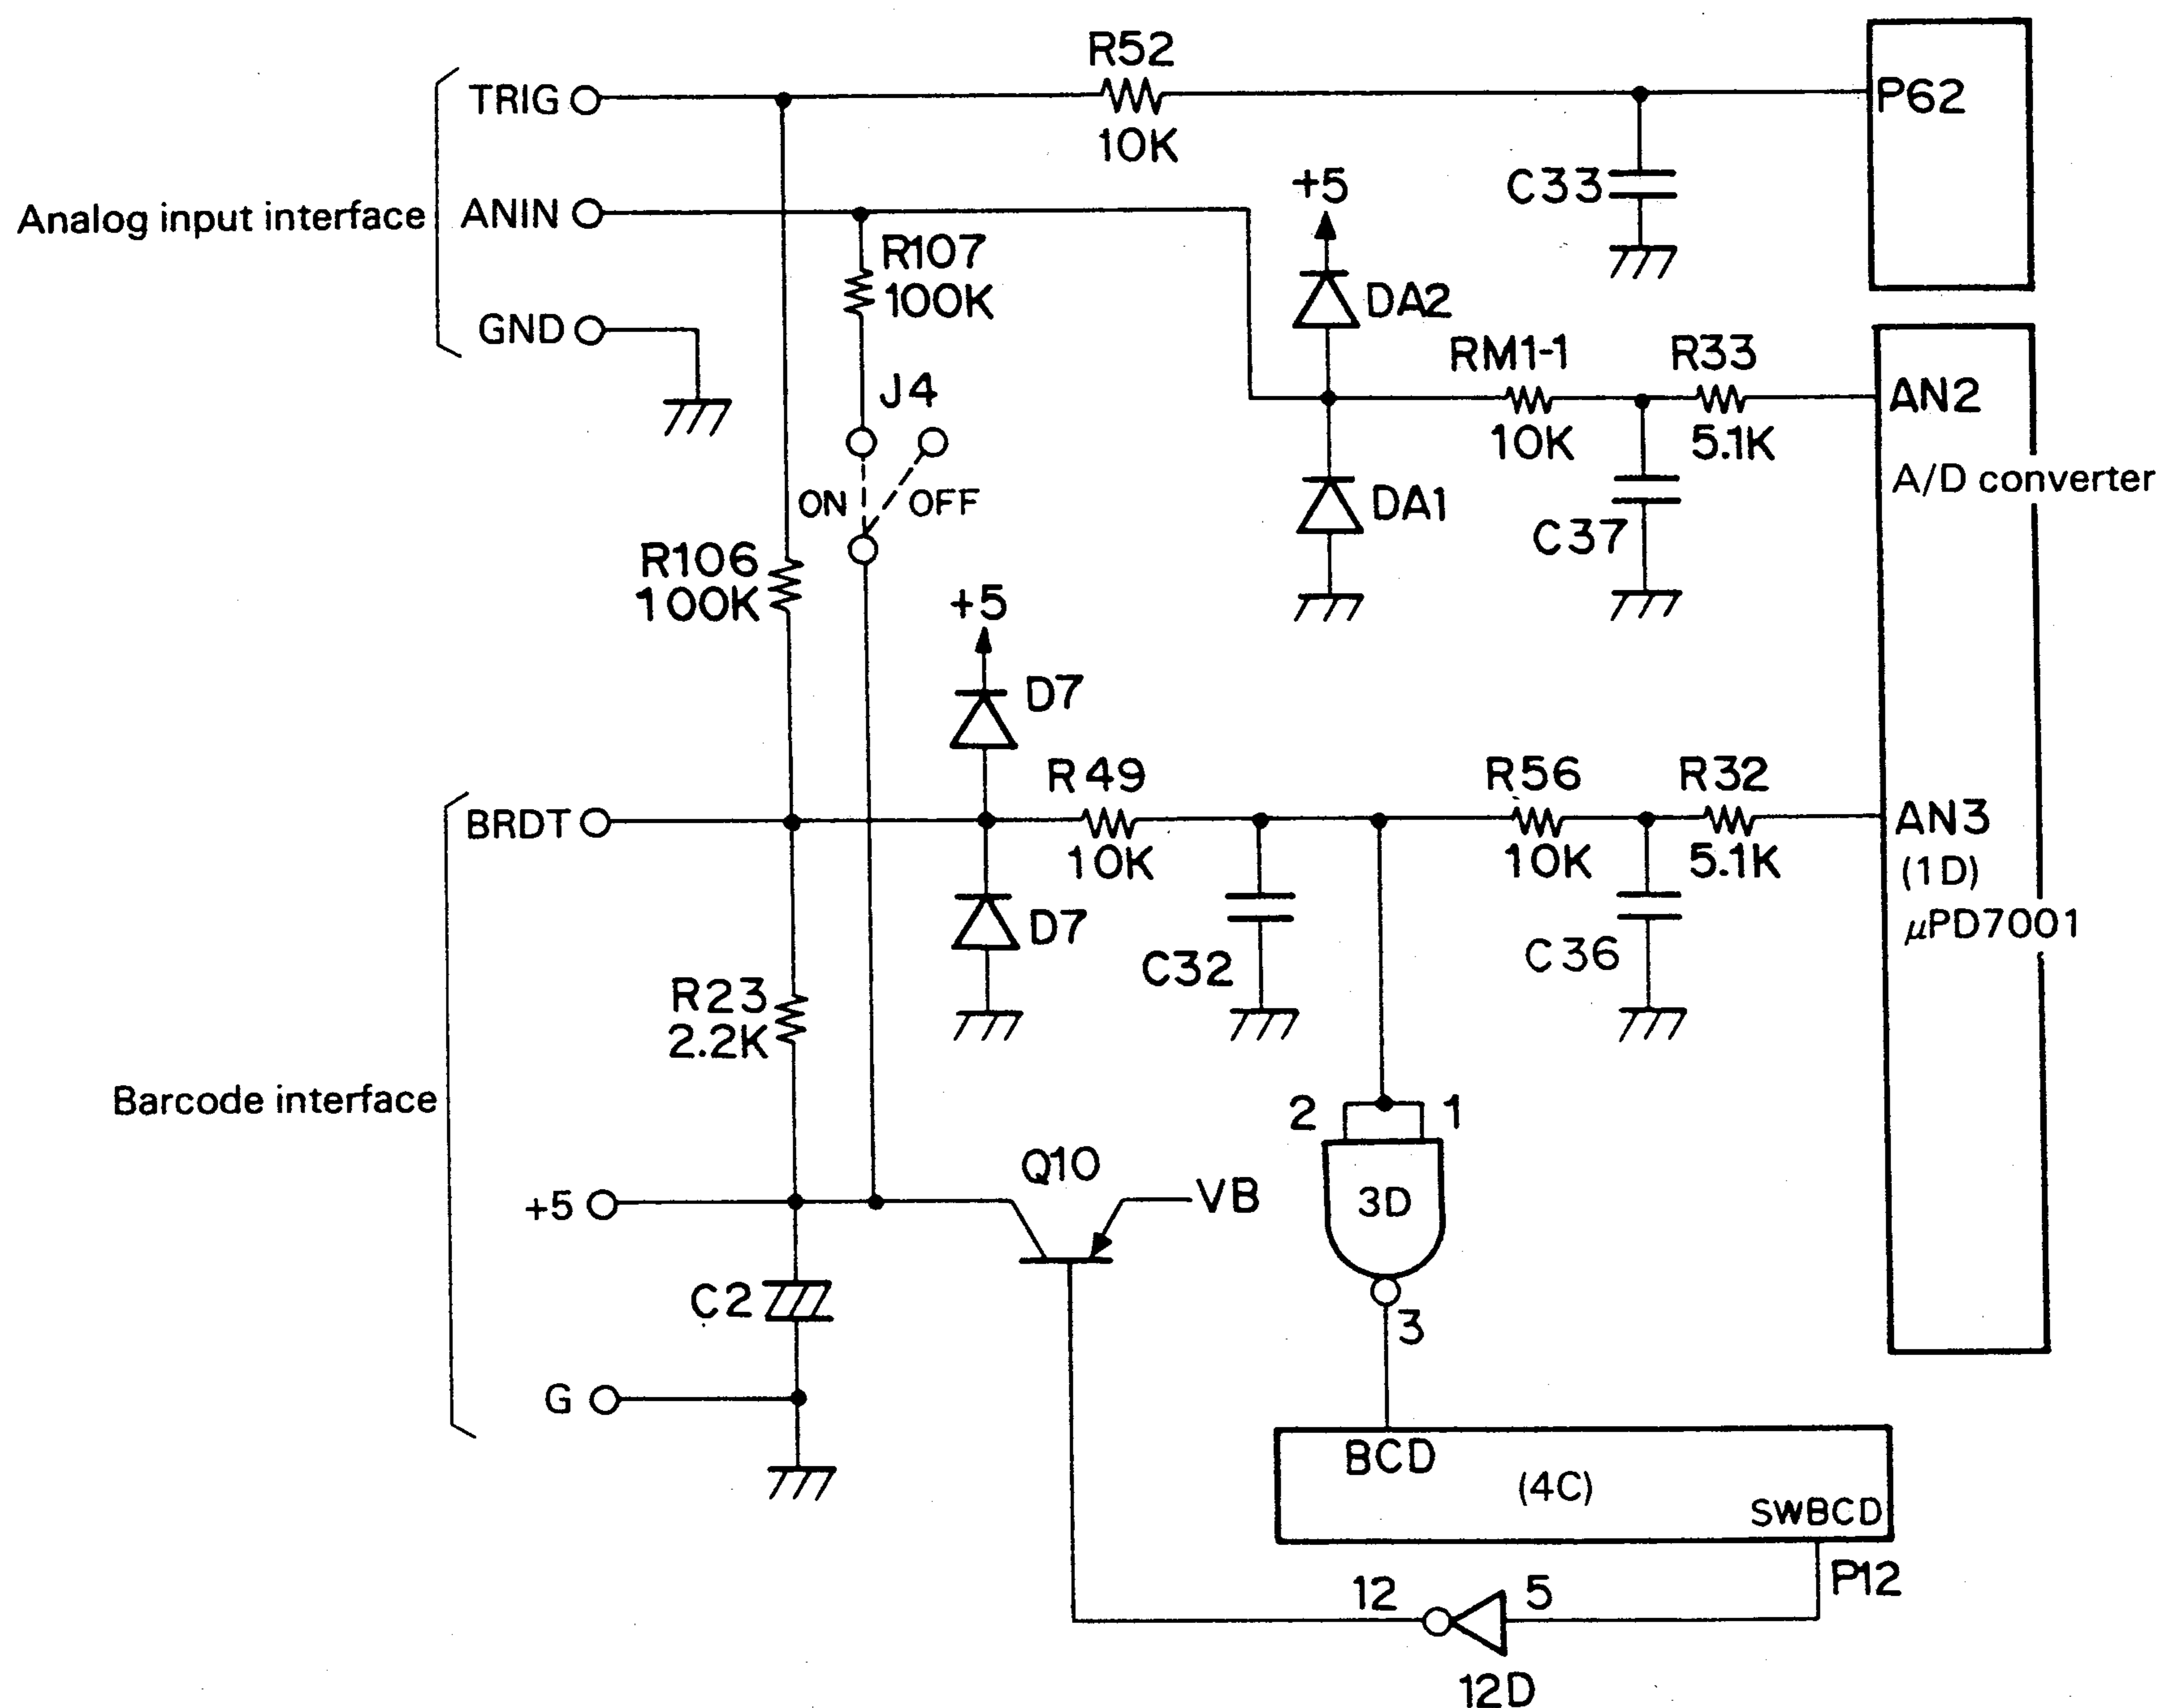 R52
TRIG
10K
P62
Analog input interface
ANIN
+5
C33
R107
100K
DA2
GND
RM1-1
R33
J4
AN2
10K
5.1K
A/D converter
ON
OFF
DA1
C37
R106
100K
+5
D7
R49
R56
R32
BRDT
AN3
10K
10K
5.1K
(1D)
D7
μPD7001
C32
C36
R23
2.2K
Barcode interface
2
1
Q10
+5
VB
3D
C2
3
G
BCD
(4C)
SWBCD
P12
12
5
12D